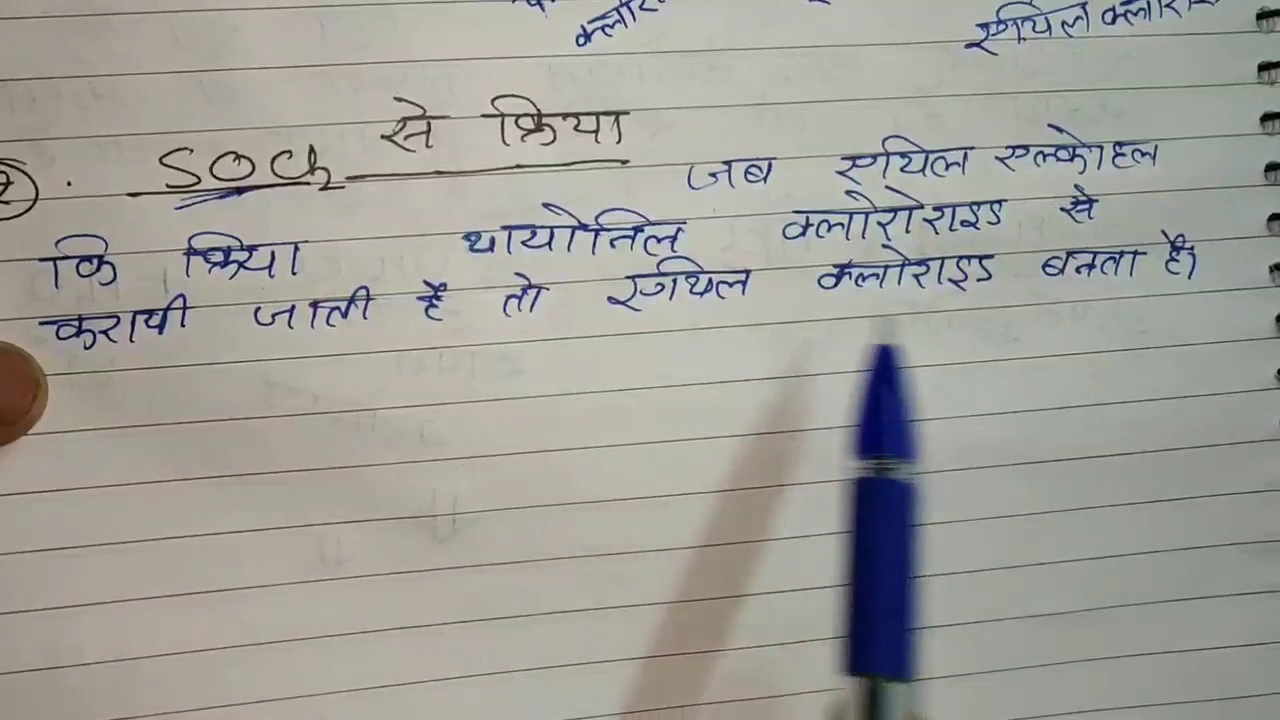 क्लोरा एथिल क्लोरा
2. SOCl₂ से क्रिया
जब एथिल एल्कोहल
कि क्रिया थायोनिल क्लोरोराइड से
करायी जाती है तो एथिल क्लोराइड बनता है।